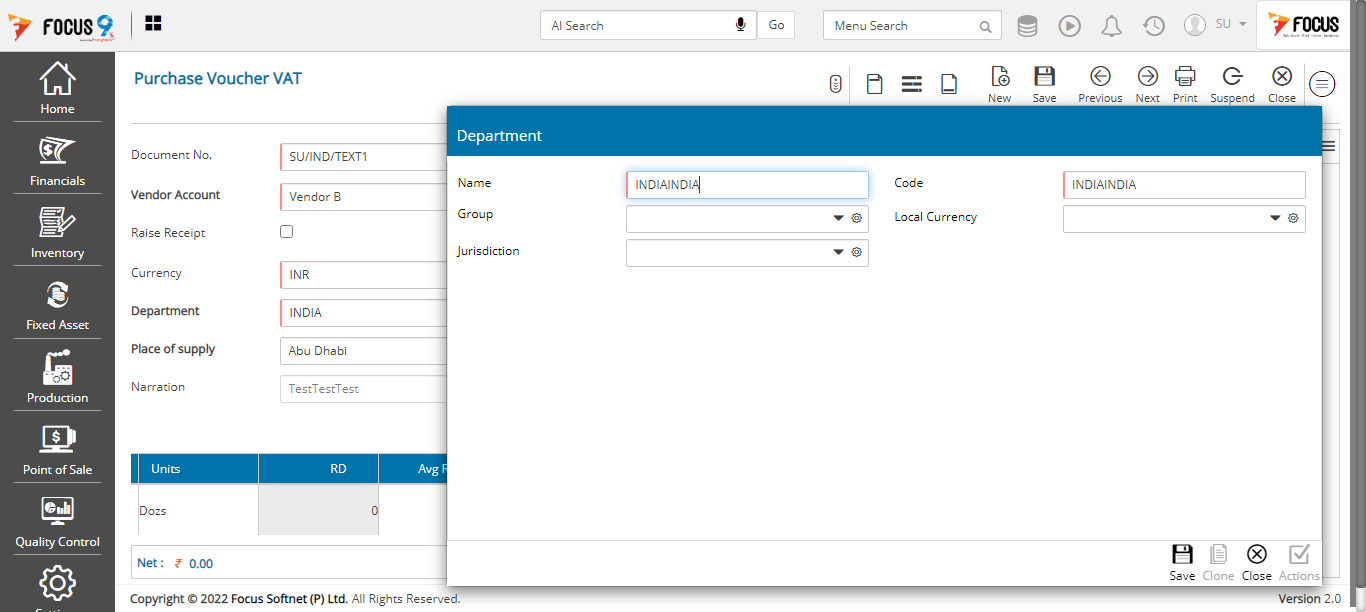 FOCUS 9
AI Search
Go
Menu Search
SU
FOCUS
Home
Financials
Inventory
Fixed Asset
Production
Point of Sale
Quality Control
Purchase Voucher VAT
New
Save
Previous
Next
Print
Suspend
Close
Document No.
SU/IND/TEXT1
Vendor Account
Vendor B
Raise Receipt
Currency
INR
Department
INDIA
Place of supply
Abu Dhabi
Narration
TestTestTest
Units
RD
Avg R
Dozs
0
Net : ₹ 0.00
Department
Name
INDIAINDIA
Code
INDIAINDIA
Group
Local Currency
Jurisdiction
Save
Clone
Close
Actions
Copyright © 2022 Focus Softnet (P) Ltd. All Rights Reserved.
Version 2.0